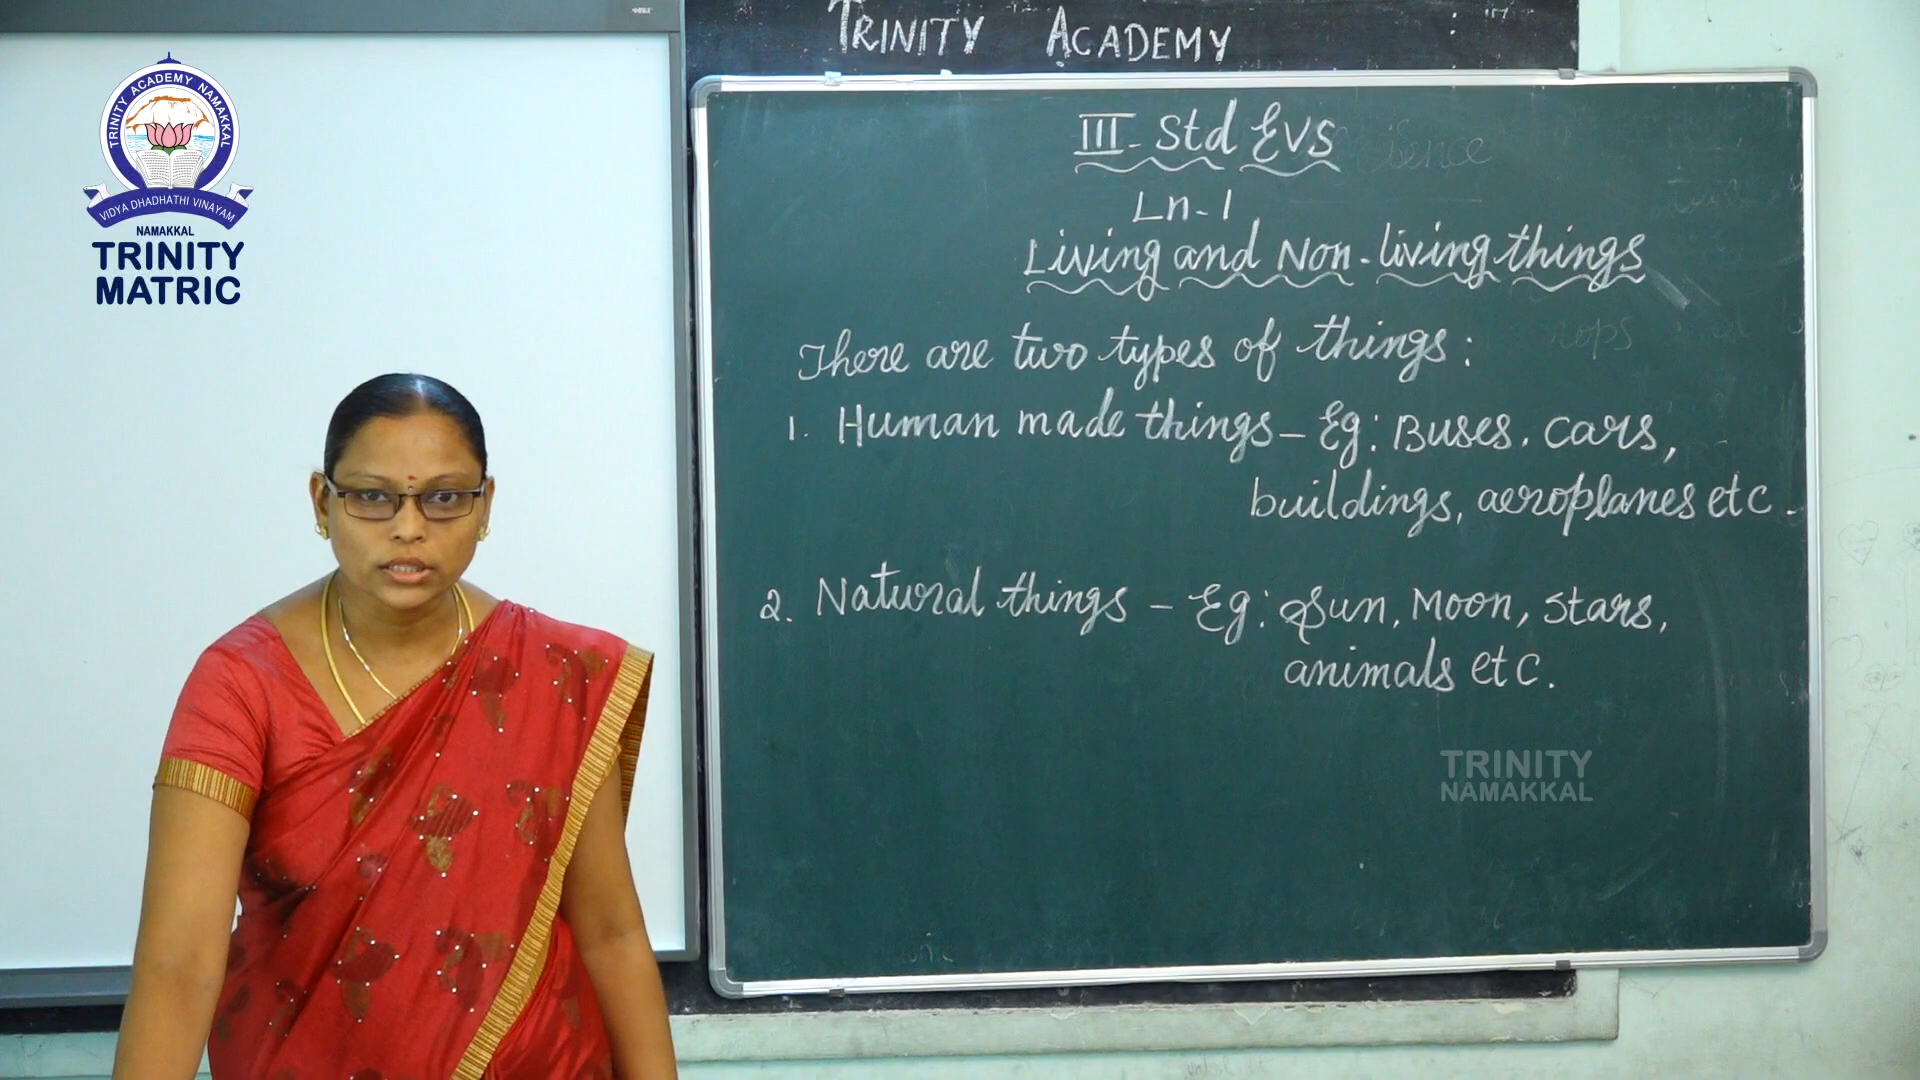 TRINITY ACADEMY
TRINITY ACADEMY NAMAKKAL
VIDYA DHADHATHI VINAYAM
NAMAKKAL
TRINITY
MATRIC
III - Std EVS
Ln - 1
Living and Non - living things
There are two types of things :
1. Human made things - Eg: Buses, cars,
buildings, aeroplanes etc.
2. Natural things - Eg: Sun, Moon, Stars,
animals etc.
TRINITY
NAMAKKAL